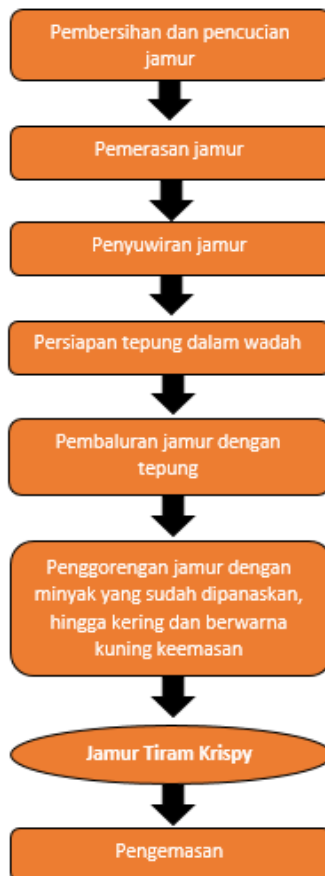 Pembersihan dan pencucian
jamur
Pemerasan jamur
Penyuwiran jamur
Persiapan tepung dalam wadah
Pembaluran jamur dengan
tepung
Penggorengan jamur dengan
minyak yang sudah dipanaskan,
hingga kering dan berwarna
kuning keemasan
Jamur Tiram Krispy
Pengemasan